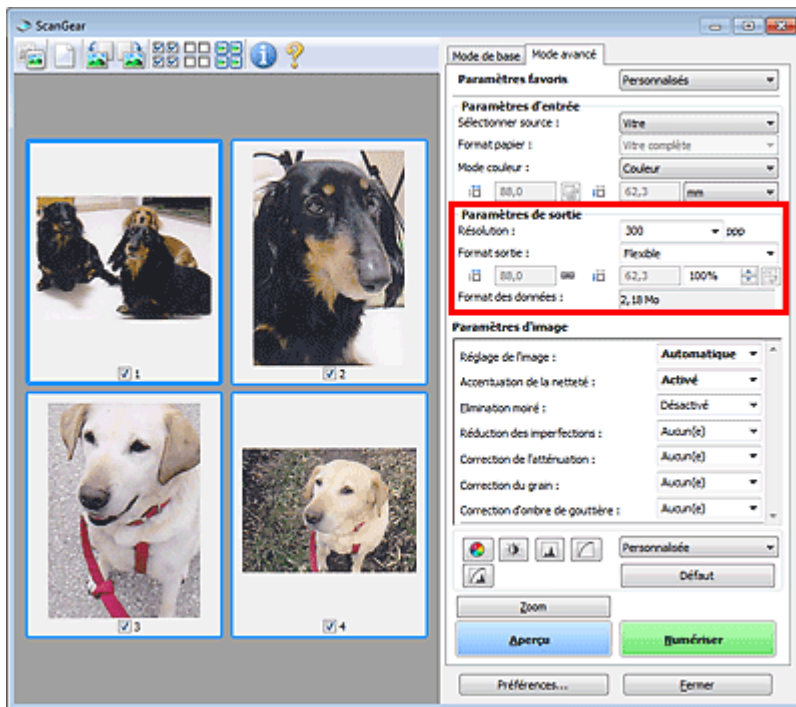 ScanGear
Mode de base Mode avancé
Paramètres favoris Personnalisés
Paramètres d'entrée
Sélectionner source : Vitre
Format papier : Vitre complète
Mode couleur : Couleur
88,0 62,3 mm
Paramètres de sortie
Résolution : 300 ppp
Format sortie : Flexible
88,0 62,3 100%
Format des données : 2,18 Mo
Paramètres d'image
Réglage de l'image : Automatique
Accentuation de la netteté : Activé
Elimination moiré : Désactivé
Réduction des imperfections : Aucun(e)
Correction de l'atténuation : Aucun(e)
Correction du grain : Aucun(e)
Correction d'ombre de gouttière : Aucun(e)
Personnalisée
Défaut
Zoom
Aperçu Numériser
Préférences... Fermer
1 2
3 4